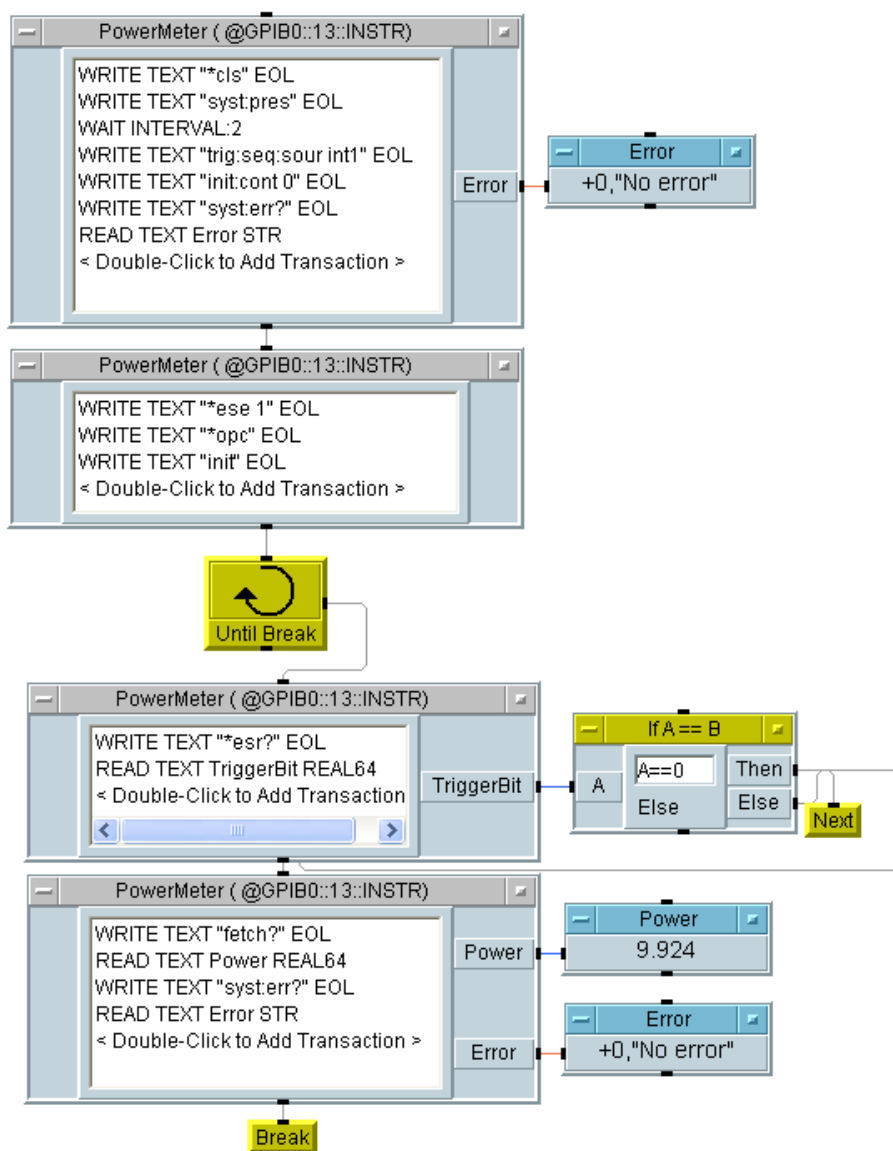 PowerMeter ( @GPIB0::13::INSTR)
WRITE TEXT "*cls" EOL
WRITE TEXT "syst:pres" EOL
WAIT INTERVAL:2
WRITE TEXT "trig:seq:sour int1" EOL
WRITE TEXT "init:cont 0" EOL
WRITE TEXT "syst:err?" EOL
READ TEXT Error STR
< Double-Click to Add Transaction >
Error
Error
+0,"No error"
PowerMeter ( @GPIB0::13::INSTR)
WRITE TEXT "*ese 1" EOL
WRITE TEXT "*opc" EOL
WRITE TEXT "init" EOL
< Double-Click to Add Transaction >
Until Break
PowerMeter ( @GPIB0::13::INSTR)
WRITE TEXT "*esr?" EOL
READ TEXT TriggerBit REAL64
< Double-Click to Add Transaction
TriggerBit
If A == B
A
A==0
Else
Then
Else
Next
PowerMeter ( @GPIB0::13::INSTR)
WRITE TEXT "fetch?" EOL
READ TEXT Power REAL64
WRITE TEXT "syst:err?" EOL
READ TEXT Error STR
< Double-Click to Add Transaction >
Power
Error
Power
9.924
Error
+0,"No error"
Break